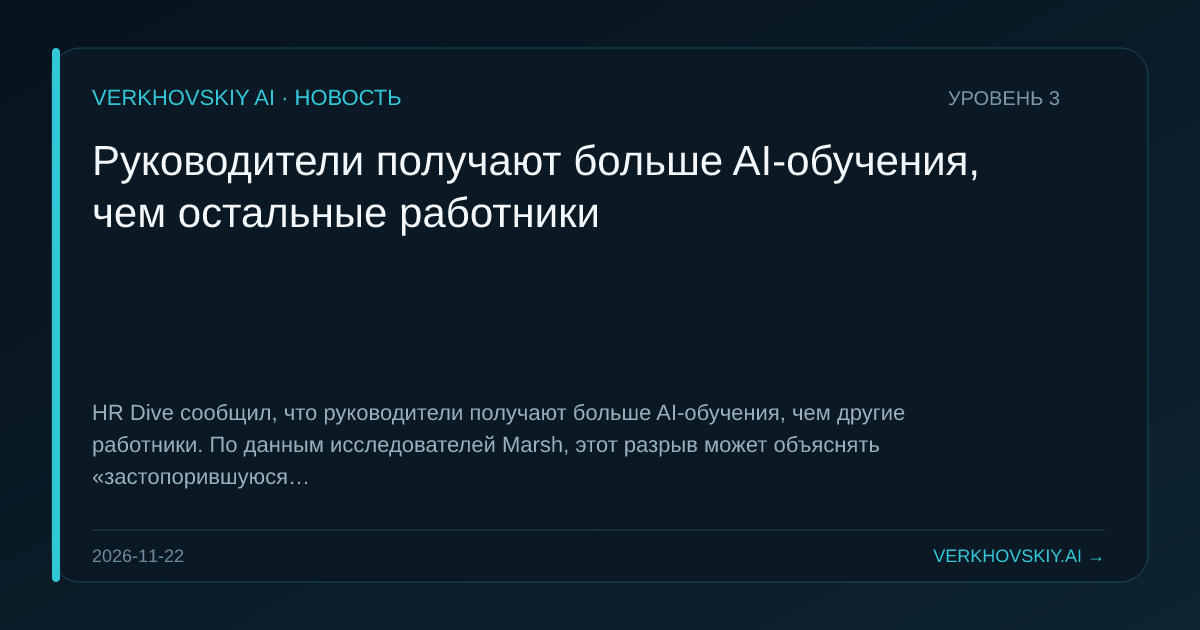 VERKHOVSKIY AI · НОВОСТЬ
УРОВЕНЬ 3
Руководители получают больше AI-обучения,
чем остальные работники
HR Dive сообщил, что руководители получают больше AI-обучения, чем другие
работники. По данным исследователей Marsh, этот разрыв может объяснять
«застопорившуюся…
2026-11-22
VERKHOVSKIY.AI →